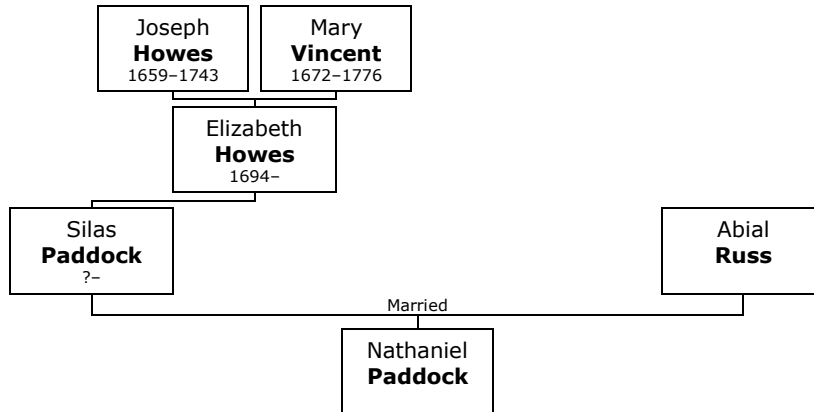 Joseph
Howes
1659–1743
Mary
Vincent
1672–1776
Elizabeth
Howes
1694–
Silas
Paddock
?–
Abial
Russ
Married
Nathaniel
Paddock